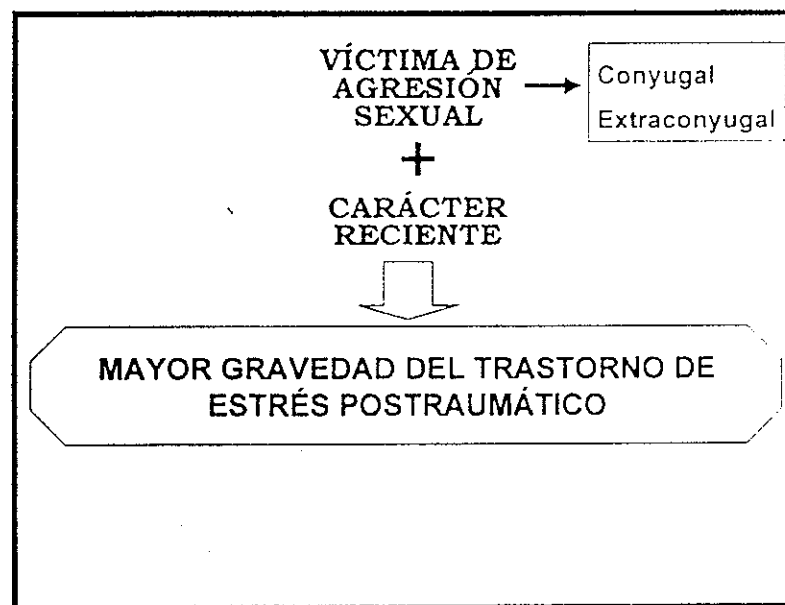 VÍCTIMA DE
AGRESIÓN
SEXUAL
Conyugal
Extraconyugal
+
CARÁCTER
RECIENTE
MAYOR GRAVEDAD DEL TRASTORNO DE
ESTRÉS POSTRAUMÁTICO